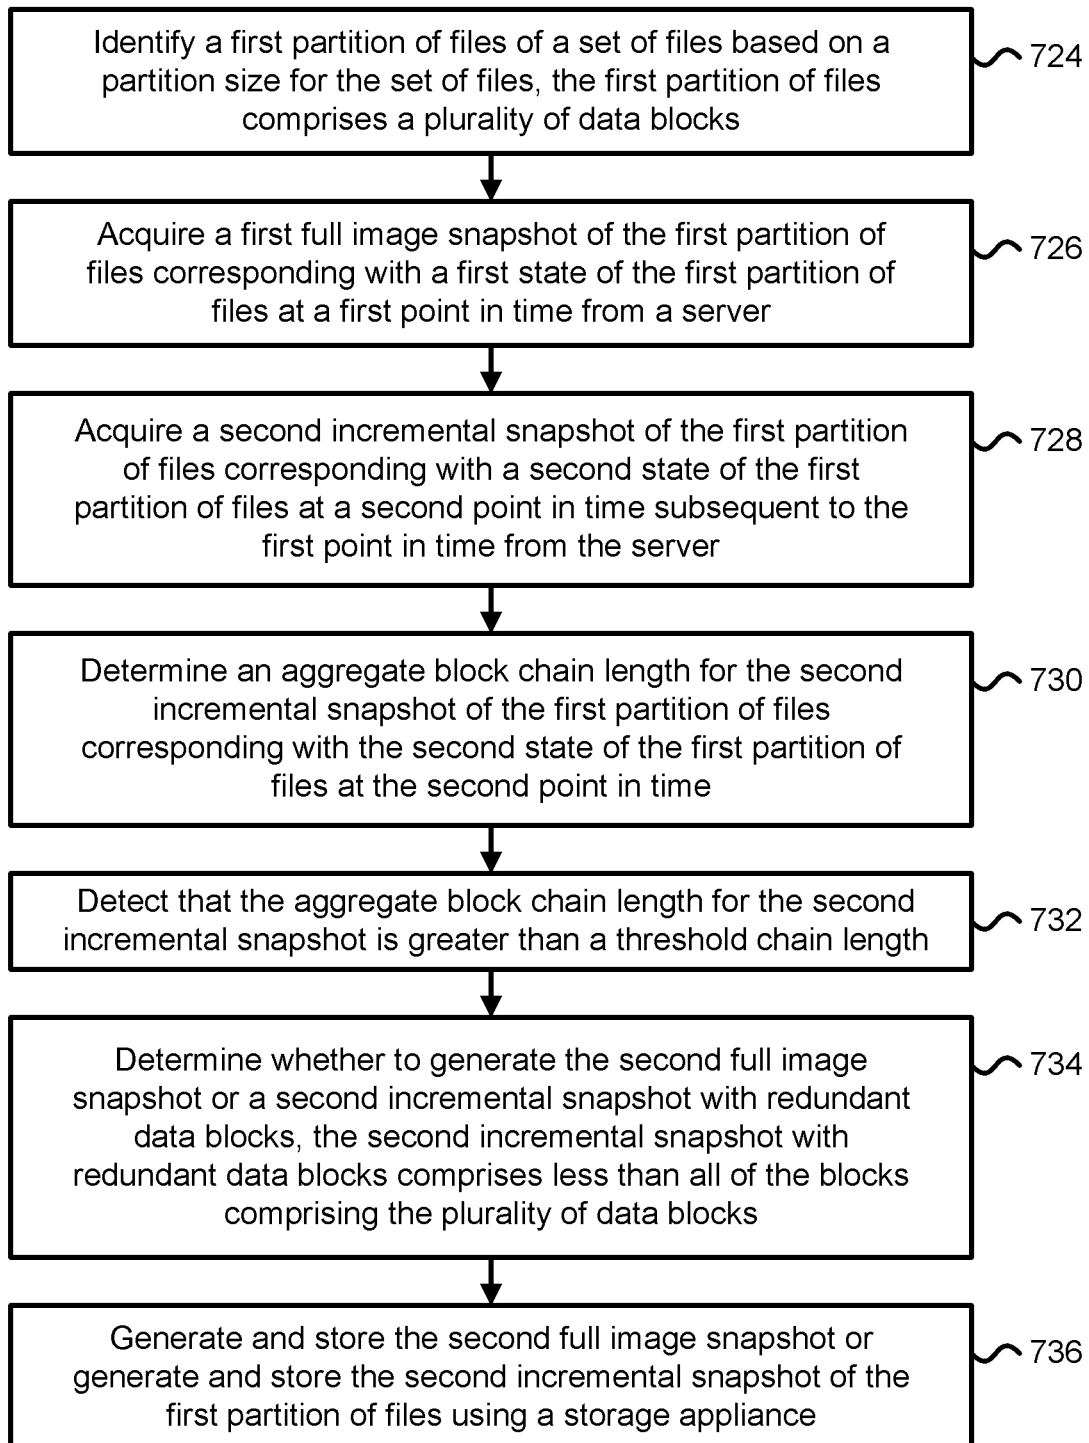 Identify a first partition of files of a set of files based on a
partition size for the set of files, the first partition of files
comprises a plurality of data blocks
724
Acquire a first full image snapshot of the first partition of
files corresponding with a first state of the first partition of
files at a first point in time from a server
726
Acquire a second incremental snapshot of the first partition
of files corresponding with a second state of the first
partition of files at a second point in time subsequent to the
first point in time from the server
728
Determine an aggregate block chain length for the second
incremental snapshot of the first partition of files
corresponding with the second state of the first partition of
files at the second point in time
730
Detect that the aggregate block chain length for the second
incremental snapshot is greater than a threshold chain length
732
Determine whether to generate the second full image
snapshot or a second incremental snapshot with redundant
data blocks, the second incremental snapshot with
redundant data blocks comprises less than all of the blocks
comprising the plurality of data blocks
734
Generate and store the second full image snapshot or
generate and store the second incremental snapshot of the
first partition of files using a storage appliance
736